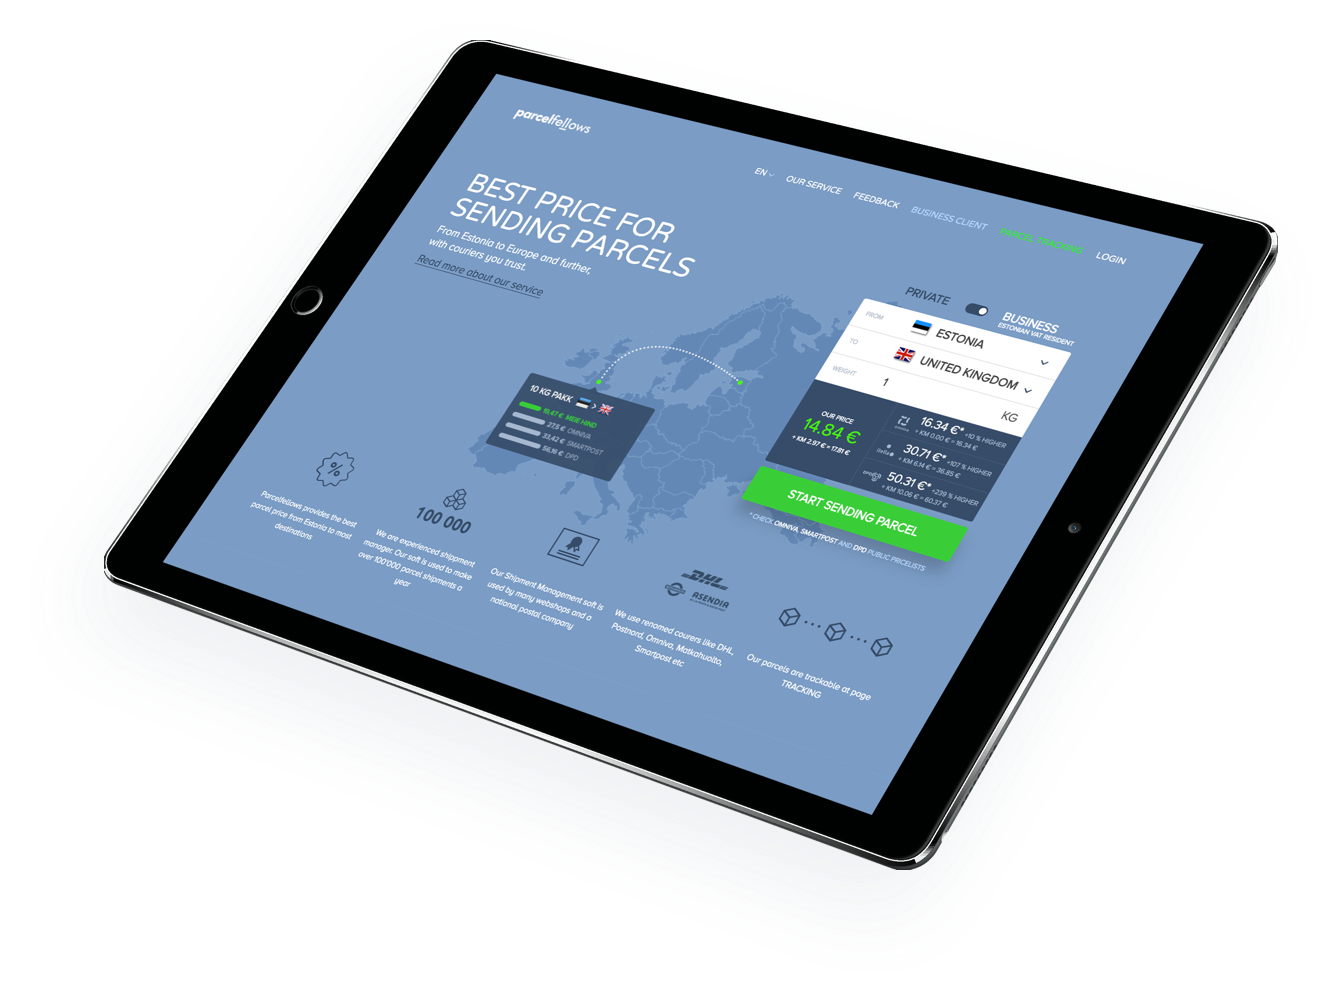 parcelfellows
EN
OUR SERVICE
FEEDBACK
BUSINESS CLIENT
PARCEL TRACKING
LOGIN
BEST PRICE FOR
SENDING PARCELS
From Estonia to Europe and further,
with couriers you trust.
Read more about our service
PRIVATE
BUSINESS
ESTONIAN VAT RESIDENT
FROM ESTONIA
TO UNITED KINGDOM
WEIGHT 1 KG
OUR PRICE
14.84 €
+ KM 2.97 € = 17.81 €
16.34 €* +10 % HIGHER
+ KM 0.00 € = 16.34 €
30.71 €* +107 % HIGHER
+ KM 6.14 € = 36.85 €
50.31 €* +239 % HIGHER
+ KM 10.06 € = 60.37 €
START SENDING PARCEL
* CHECK OMNIVA, SMARTPOST AND DPD PUBLIC PRICELISTS
10 KG PAKK >
19,47 € MEIE HIND
27,5 € OMNIVA
33,42 € SMARTPOST
56,16 € DPD
%
Parcelfellows provides the best
parcel price from Estonia to most
destinations
100 000
We are experienced shippment
manager. Our soft is used to make
over 100'000 parcel shipments a
year
Our Shipment Management soft is
used by many webshops and a
national postal company
DHL
ASENDIA
We use renomed courers like DHL,
Postnord, Omniva, Matkahuolto,
Smartpost etc
Our parcels are trackable at page
TRACKING